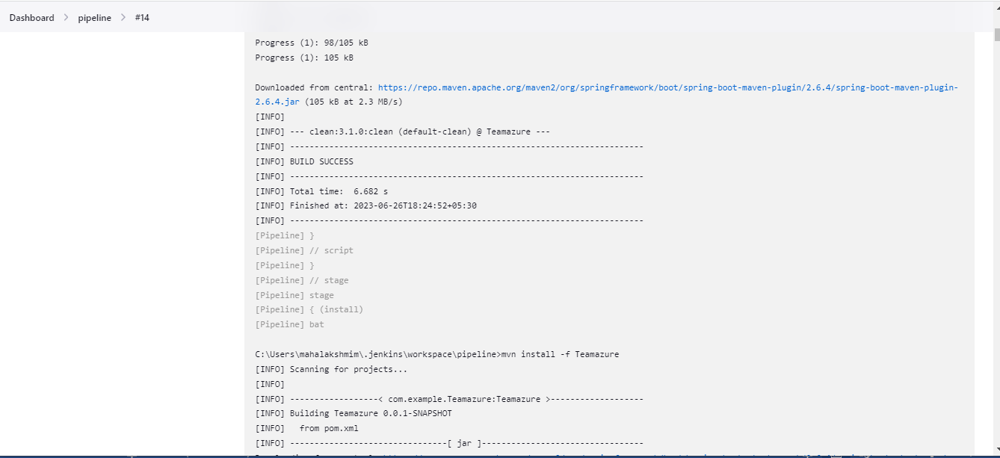 Dashboard > pipeline > #14
Progress (1): 98/105 kB
Progress (1): 105 kB
Downloaded from central: https://repo.maven.apache.org/maven2/org/springframework/boot/spring-boot-maven-plugin/2.6.4/spring-boot-maven-plugin-
2.6.4.jar (105 kB at 2.3 MB/s)
[INFO]
[INFO] --- clean:3.1.0:clean (default-clean) @ Teamazure ---
[INFO] ------------------------------------------------------------------------
[INFO] BUILD SUCCESS
[INFO] ------------------------------------------------------------------------
[INFO] Total time:  6.682 s
[INFO] Finished at: 2023-06-26T18:24:52+05:30
[INFO] ------------------------------------------------------------------------
[Pipeline] }
[Pipeline] // script
[Pipeline] }
[Pipeline] // stage
[Pipeline] stage
[Pipeline] { (install)
[Pipeline] bat
C:\Users\mahalakshmim\.jenkins\workspace\pipeline>mvn install -f Teamazure
[INFO] Scanning for projects...
[INFO]
[INFO] ------------------< com.example.Teamazure:Teamazure >-------------------
[INFO] Building Teamazure 0.0.1-SNAPSHOT
[INFO]   from pom.xml
[INFO] --------------------------------[ jar ]---------------------------------